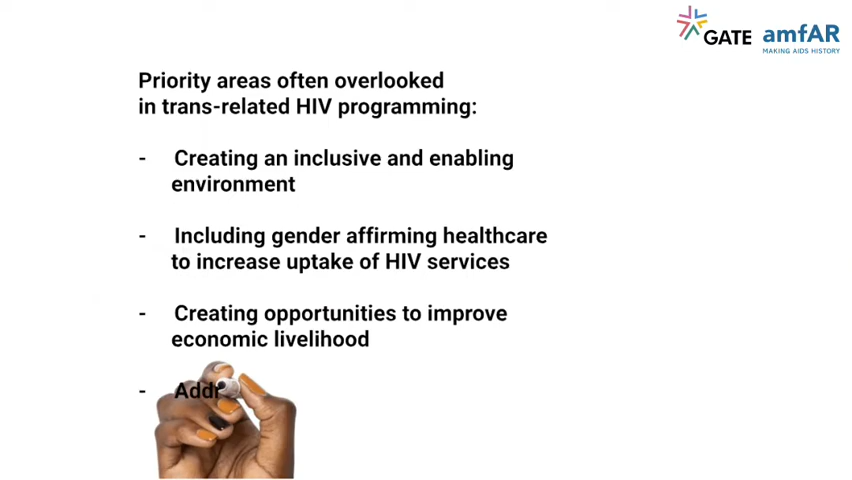 GATE
amfAR
MAKING AIDS HISTORY
Priority areas often overlooked
in trans-related HIV programming:
- Creating an inclusive and enabling
environment
- Including gender affirming healthcare
to increase uptake of HIV services
- Creating opportunities to improve
economic livelihood
- Addr